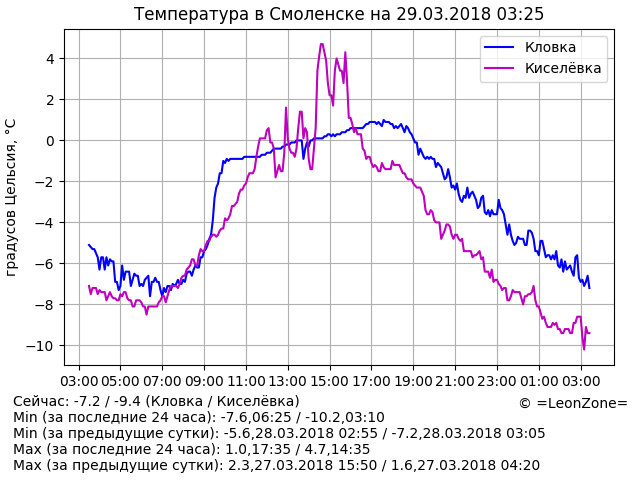 Температура в Смоленске на 29.03.2018 03:25
Кловка
Киселёвка
градусов Цельсия, °C
4
2
0
−2
−4
−6
−8
−10
03:00 05:00 07:00 09:00 11:00 13:00 15:00 17:00 19:00 21:00 23:00 01:00 03:00
Сейчас: -7.2 / -9.4 (Кловка / Киселёвка)
© =LeonZone=
Min (за последние 24 часа): -7.6,06:25 / -10.2,03:10
Min (за предыдущие сутки): -5.6,28.03.2018 02:55 / -7.2,28.03.2018 03:05
Max (за последние 24 часа): 1.0,17:35 / 4.7,14:35
Max (за предыдущие сутки): 2.3,27.03.2018 15:50 / 1.6,27.03.2018 04:20